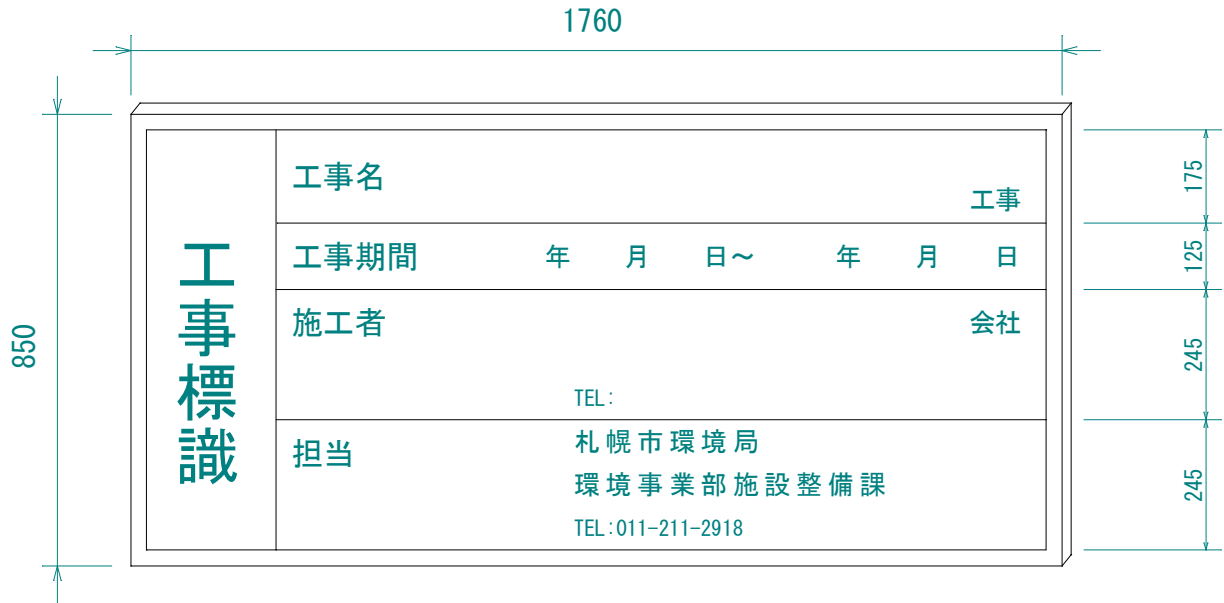 1760
850
工事標識
工事名
工事
175
工事期間 年 月 日～ 年 月 日
125
施工者 会社
TEL:
245
担当 札幌市環境局
環境事業部施設整備課
TEL:011-211-2918
245